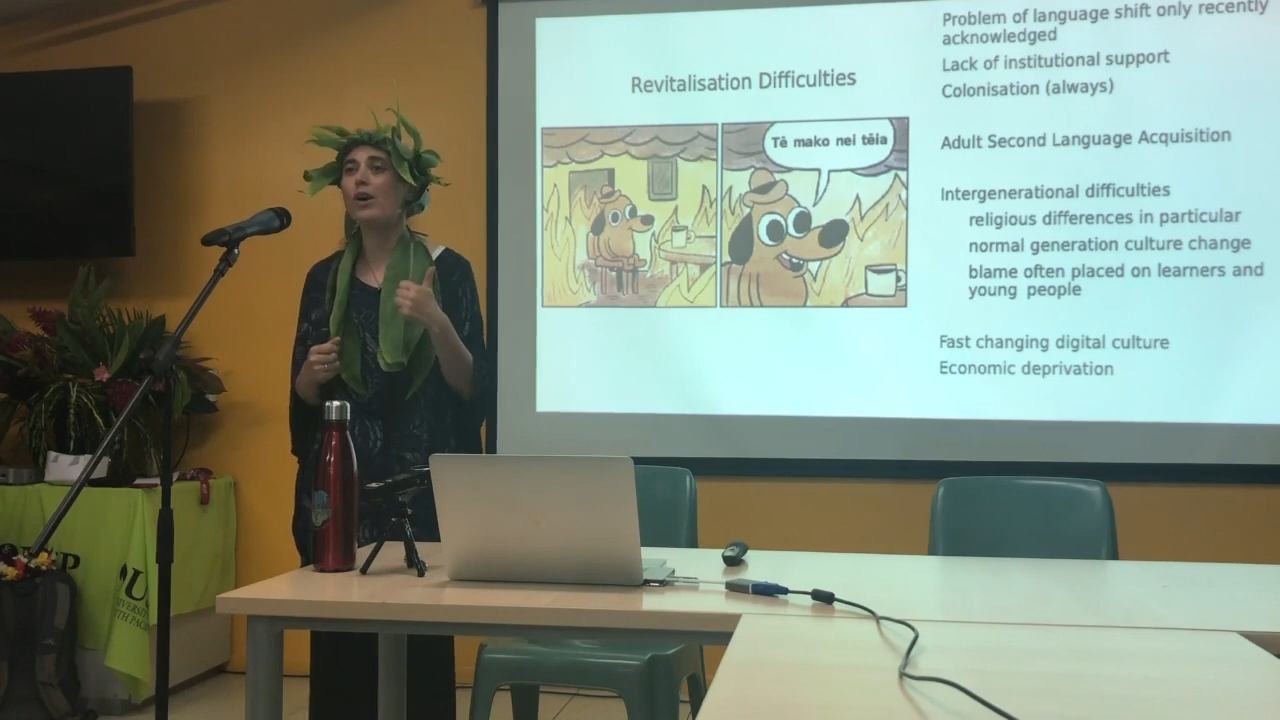 Revitalisation Difficulties
Tē mako nei tēia
Problem of language shift only recently
acknowledged
Lack of institutional support
Colonisation (always)
Adult Second Language Acquisition
Intergenerational difficulties
religious differences in particular
normal generation culture change
blame often placed on learners and
young people
Fast changing digital culture
Economic deprivation